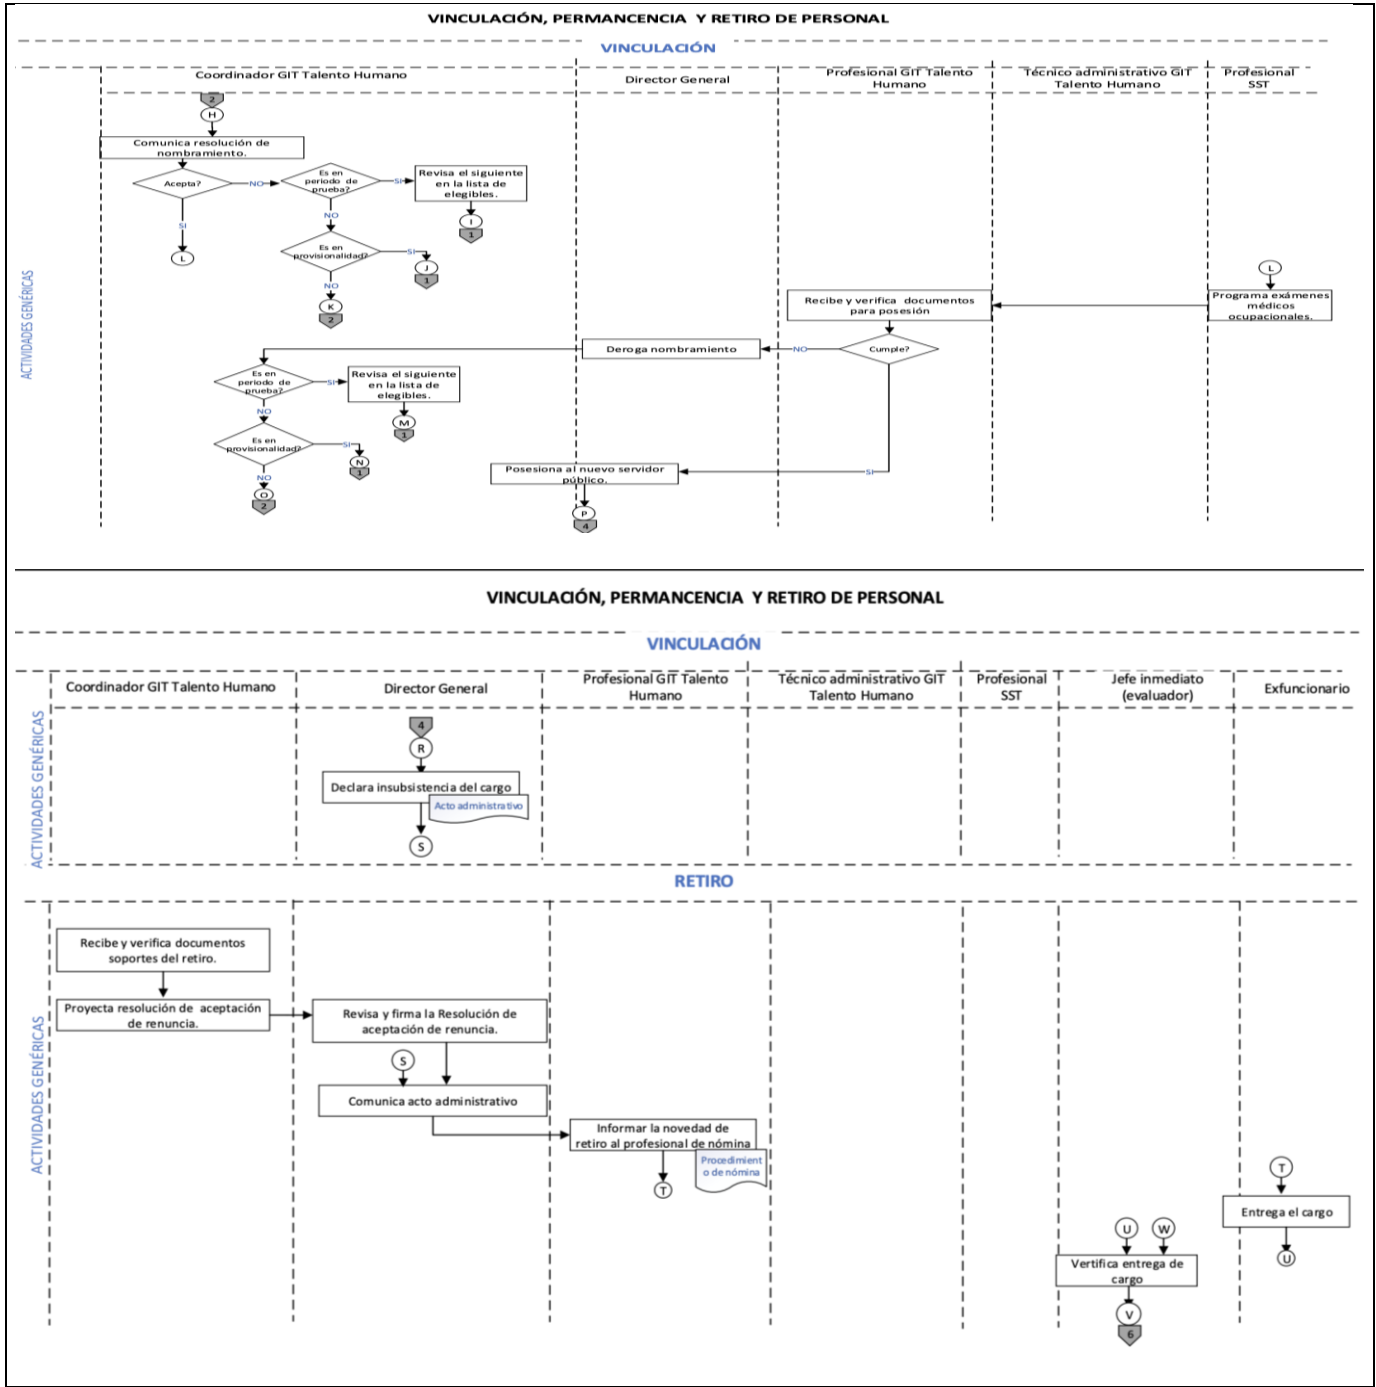 VINCULACIÓN, PERMANCENCIA Y RETIRO DE PERSONAL
VINCULACIÓN
Coordinador GIT Talento Humano
Director General
Profesional GIT Talento
Humano
Técnico administrativo GIT
Talento Humano
Profesional
SST
ACTIVIDADES GENÉRICAS
2
H
Comunica resolución de
nombramiento.
Acepta?
NO
Es en
periodo de
prueba?
SI
Revisa el siguiente
en la lista de
elegibles.
I
1
SI
L
NO
Es en
provisionalidad?
SI
J
1
NO
K
2
L
Programa exámenes
médicos
ocupacionales.
Recibe y verifica documentos
para posesión
Cumple?
NO
Deroga nombramiento
Es en
periodo de
prueba?
SI
Revisa el siguiente
en la lista de
elegibles.
M
1
NO
Es en
provisionalidad?
SI
N
1
NO
O
2
SI
Posesiona al nuevo servidor
público.
P
4
VINCULACIÓN, PERMANCENCIA Y RETIRO DE PERSONAL
VINCULACIÓN
Coordinador GIT Talento Humano
Director General
Profesional GIT Talento
Humano
Técnico administrativo GIT
Talento Humano
Profesional
SST
Jefe inmediato
(evaluador)
Exfuncionario
ACTIVIDADES GENÉRICAS
4
R
Declara insubsistencia del cargo
Acto administrativo
S
RETIRO
ACTIVIDADES GENÉRICAS
Recibe y verifica documentos
soportes del retiro.
Proyecta resolución de aceptación
de renuncia.
Revisa y firma la Resolución de
aceptación de renuncia.
S
Comunica acto administrativo
Informar la novedad de
retiro al profesional de nómina
Procedimient
o de nómina
T
T
Entrega el cargo
U
U
W
Vertifica entrega de
cargo
V
6